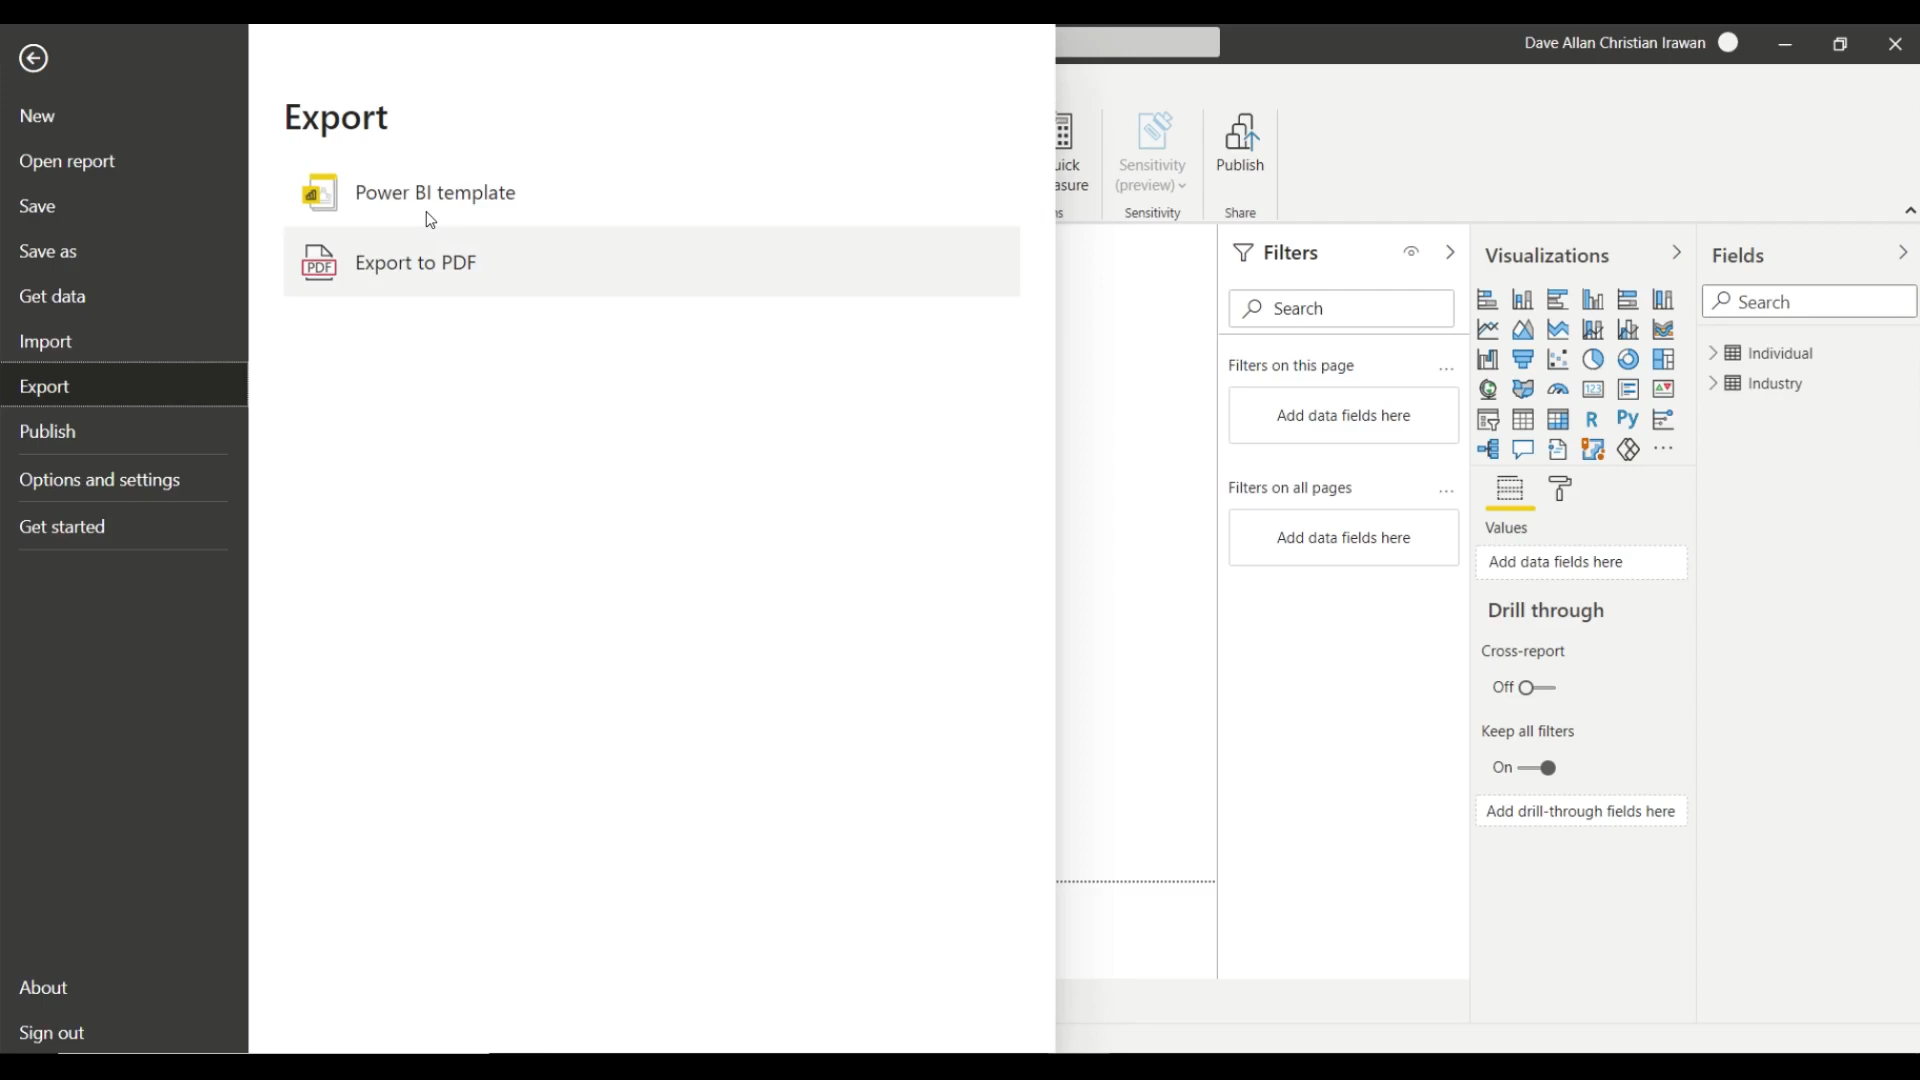 Dave Allan Christian Irawan
New
Open report
Save
Save as
Get data
Import
Export
Publish
Options and settings
Get started
About
Sign out
Export
Power BI template
PDF
Export to PDF
uick
asure
ns
Sensitivity
(preview)
Sensitivity
Publish
Share
Filters
Search
Filters on this page
...
Add data fields here
Filters on all pages
...
Add data fields here
Visualizations
123
R
Py
...
Values
Add data fields here
Drill through
Cross-report
Off
Keep all filters
On
Add drill-through fields here
Fields
Search
Individual
Industry